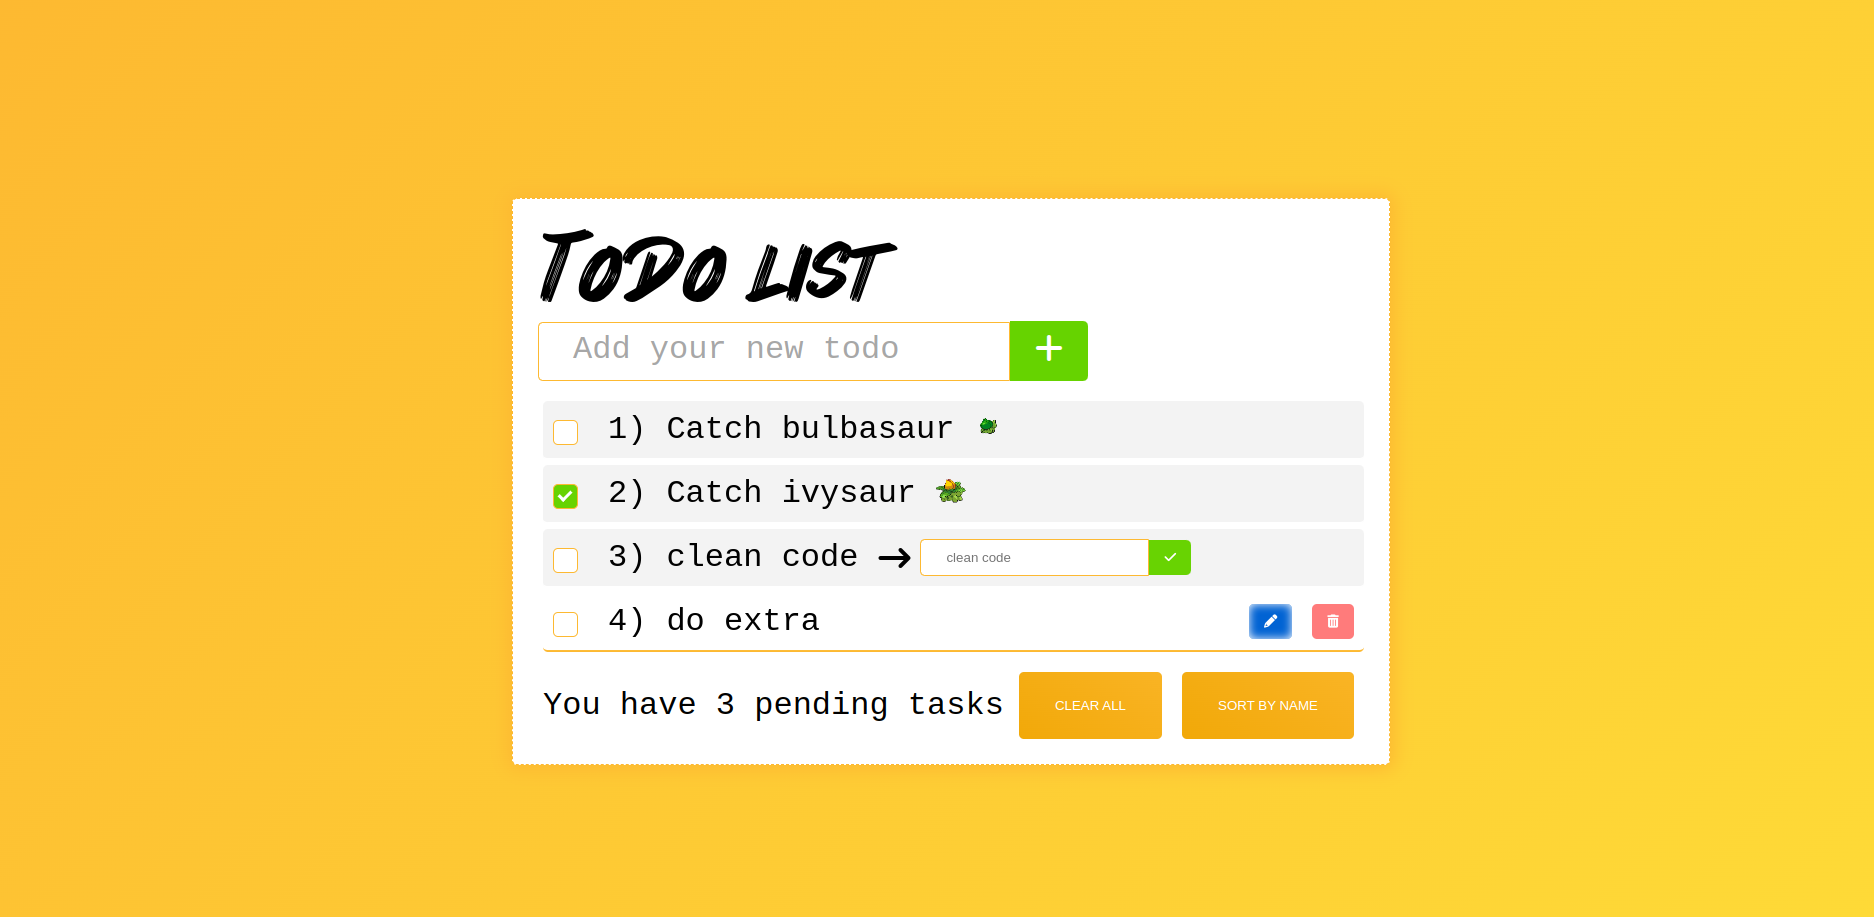 TODO LIST
Add your new todo
1) Catch bulbasaur
2) Catch ivysaur
3) clean code clean code
4) do extra
You have 3 pending tasks CLEAR ALL SORT BY NAME